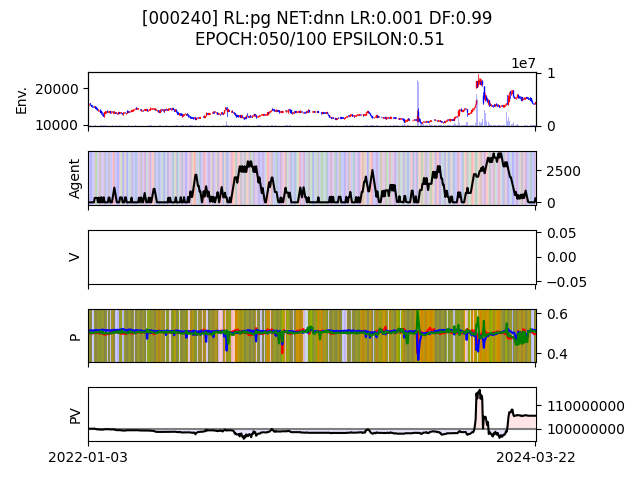 [000240] RL:pg NET:dnn LR:0.001 DF:0.99
EPOCH:050/100 EPSILON:0.51
1e7
Env.
20000
10000
1
0
Agent
2500
0
V
0.05
0.00
−0.05
P
0.6
0.4
PV
110000000
100000000
2022-01-03
2024-03-22